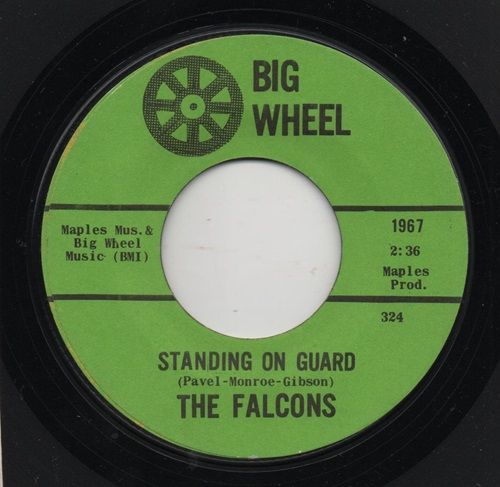 BIG
WHEEL
Maples Mus.&
Big Wheel
Music (BMI)
1967
2:36
Maples
Prod.
324
STANDING ON GUARD
(Pavel-Monroe-Gibson)
THE FALCONS